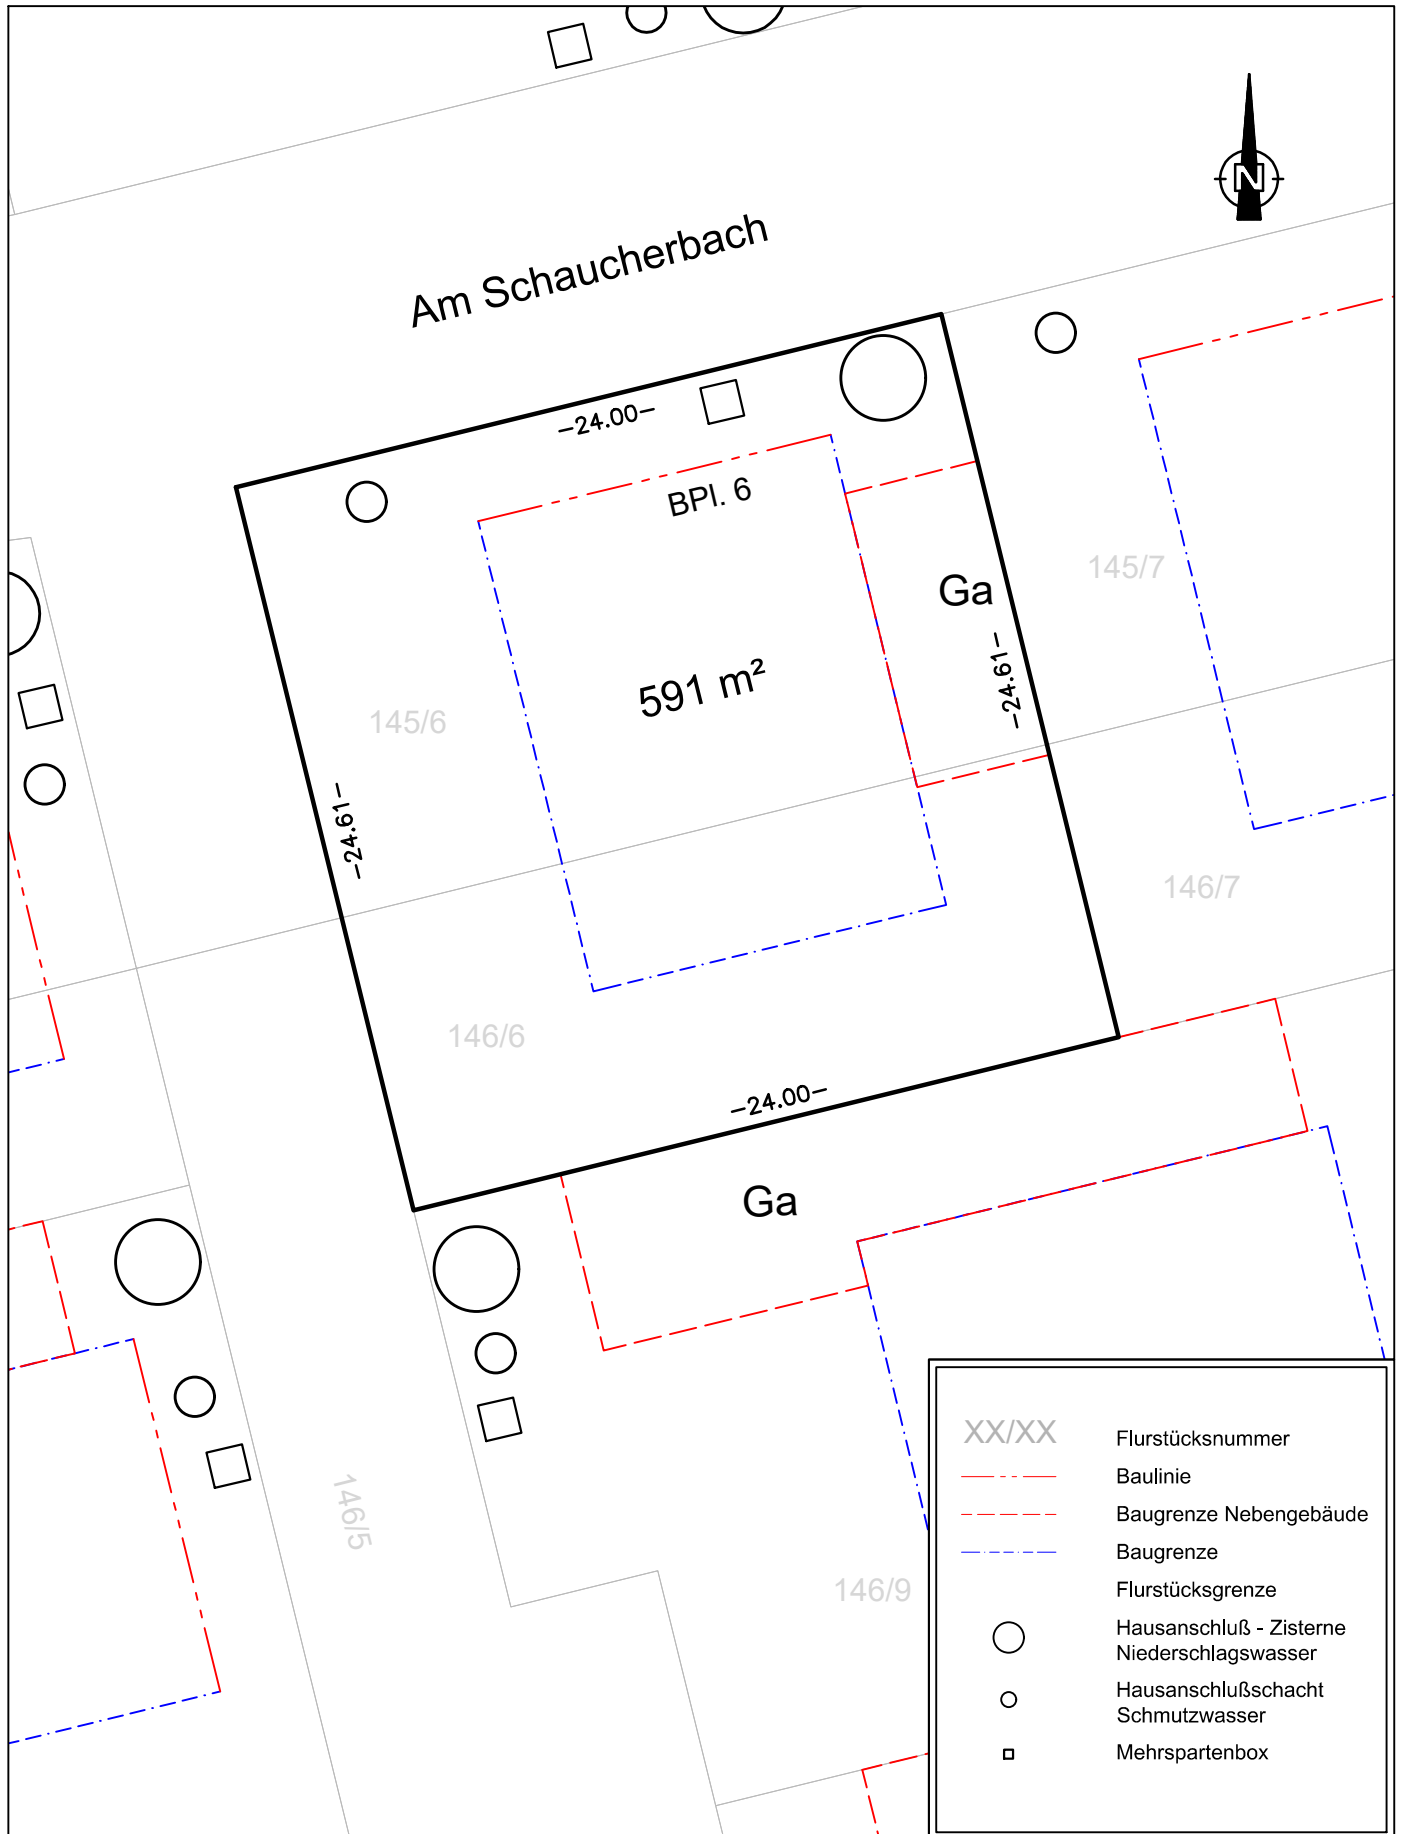 N
Am Schaucherbach
–24.00–
BPl. 6
Ga
145/7
591 m²
–24.61–
145/6
–24.61–
146/7
146/6
–24.00–
Ga
146/5
146/9
XX/XX Flurstücksnummer
Baulinie
Baugrenze Nebengebäude
Baugrenze
Flurstücksgrenze
Hausanschluß - Zisterne
Niederschlagswasser
Hausanschlußschacht
Schmutzwasser
Mehrspartenbox